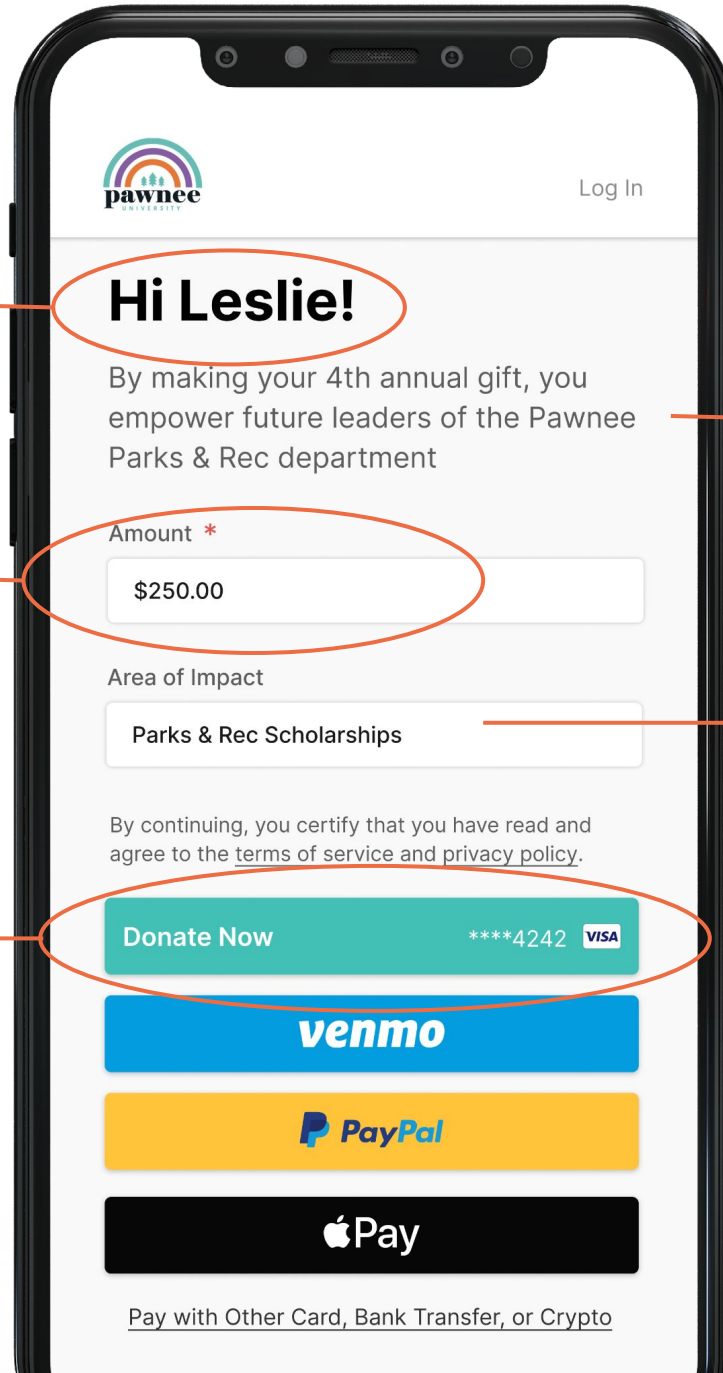 pawnee
UNIVERSITY
Log In
Hi Leslie!
By making your 4th annual gift, you
empower future leaders of the Pawnee
Parks & Rec department
Amount *
$250.00
Area of Impact
Parks & Rec Scholarships
By continuing, you certify that you have read and
agree to the terms of service and privacy policy.
Donate Now ****4242 VISA
venmo
PayPal
Pay
Pay with Other Card, Bank Transfer, or Crypto